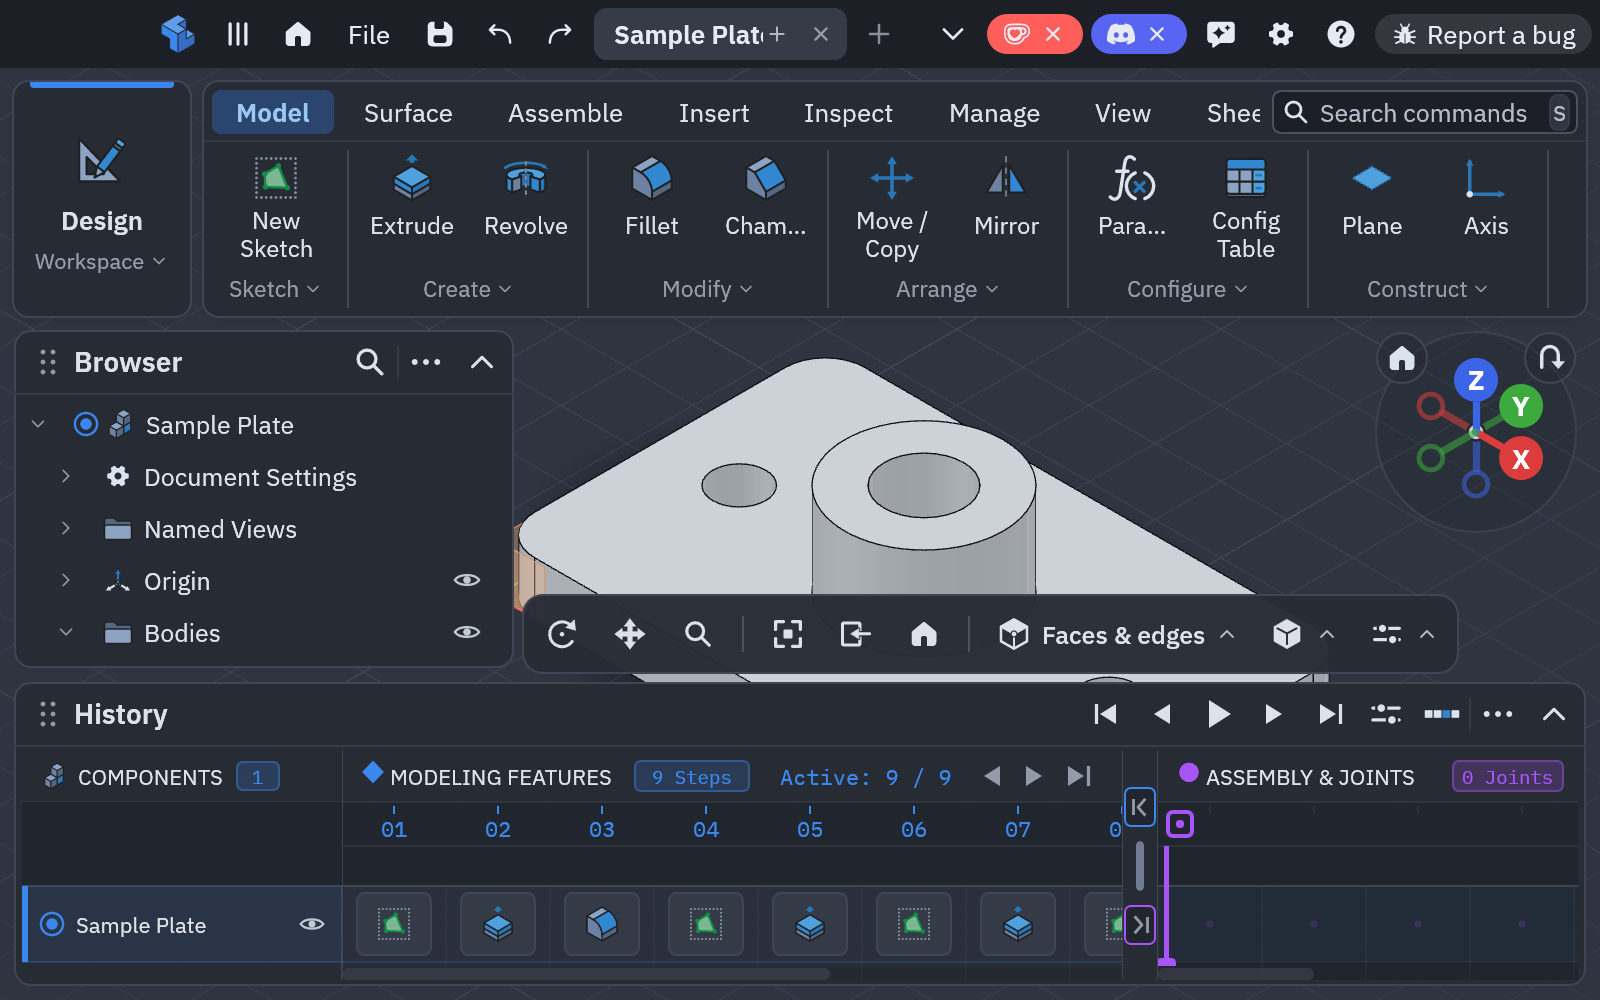 File
Sample Plat
Report a bug
Design
Workspace
Model
Surface
Assemble
Insert
Inspect
Manage
View
Shee
Search commands
S
New
Sketch
Extrude
Revolve
Fillet
Cham...
Move /
Copy
Mirror
Para...
Config
Table
Plane
Axis
Sketch
Create
Modify
Arrange
Configure
Construct
Browser
Sample Plate
Document Settings
Named Views
Origin
Bodies
Z
Y
X
Faces & edges
History
COMPONENTS
1
MODELING FEATURES
9 Steps
Active: 9 / 9
ASSEMBLY & JOINTS
0 Joints
01
02
03
04
05
06
07
0
Sample Plate